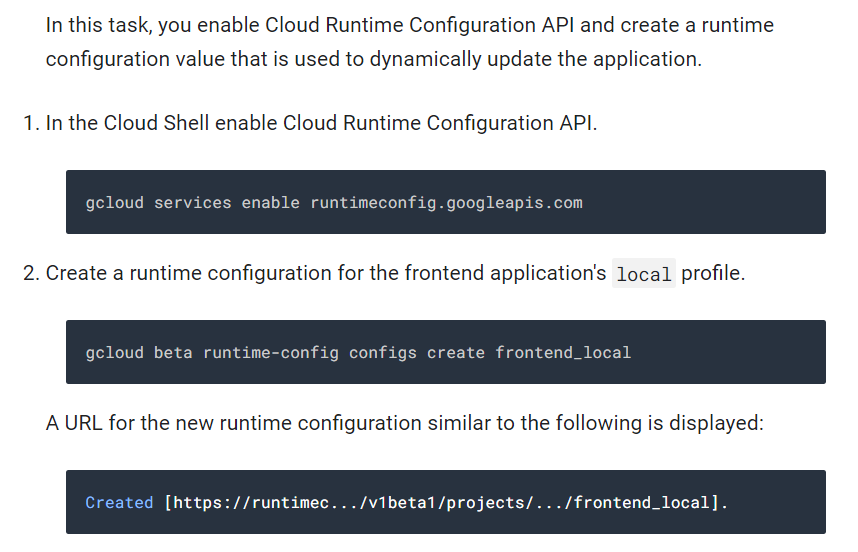 In this task, you enable Cloud Runtime Configuration API and create a runtime
configuration value that is used to dynamically update the application.
1. In the Cloud Shell enable Cloud Runtime Configuration API.
gcloud services enable runtimeconfig.googleapis.com
2. Create a runtime configuration for the frontend application's local profile.
gcloud beta runtime-config configs create frontend_local
A URL for the new runtime configuration similar to the following is displayed:
Created [https://runtimec.../v1beta1/projects/.../frontend_local].